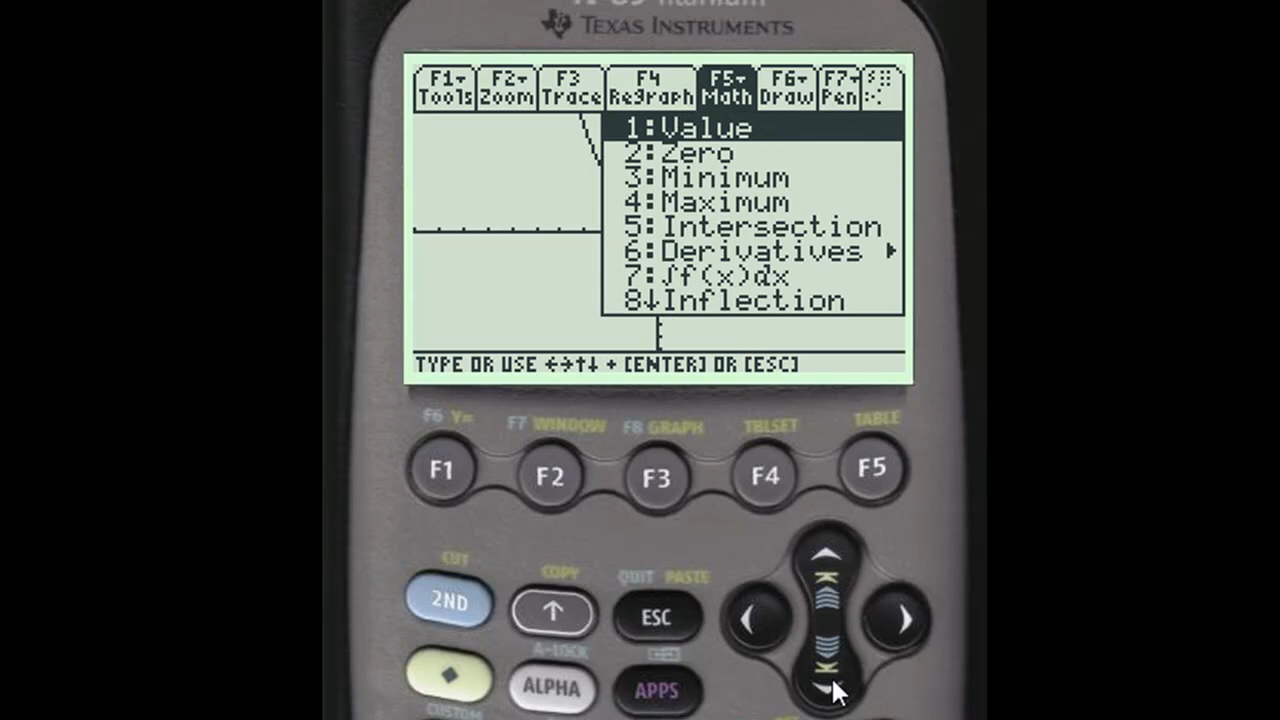 TI-89 Titanium
TEXAS INSTRUMENTS
F1 F2 F3 F4 F5 F6 F7
Tools Zoom Trace ReGraph Math Draw Pen
1:Value
2:Zero
3:Minimum
4:Maximum
5:Intersection
6:Derivatives
7:∫f(x)dx
8↓Inflection
TYPE OR USE ←→↑↓ + [ENTER] OR [ESC]
F6 Y= F7 WINDOW F8 GRAPH TBLSET TABLE
F1 F2 F3 F4 F5
CUT COPY QUIT PASTE
2ND ↑ ESC
A-LOCK
ALPHA APPS
CUSTOM